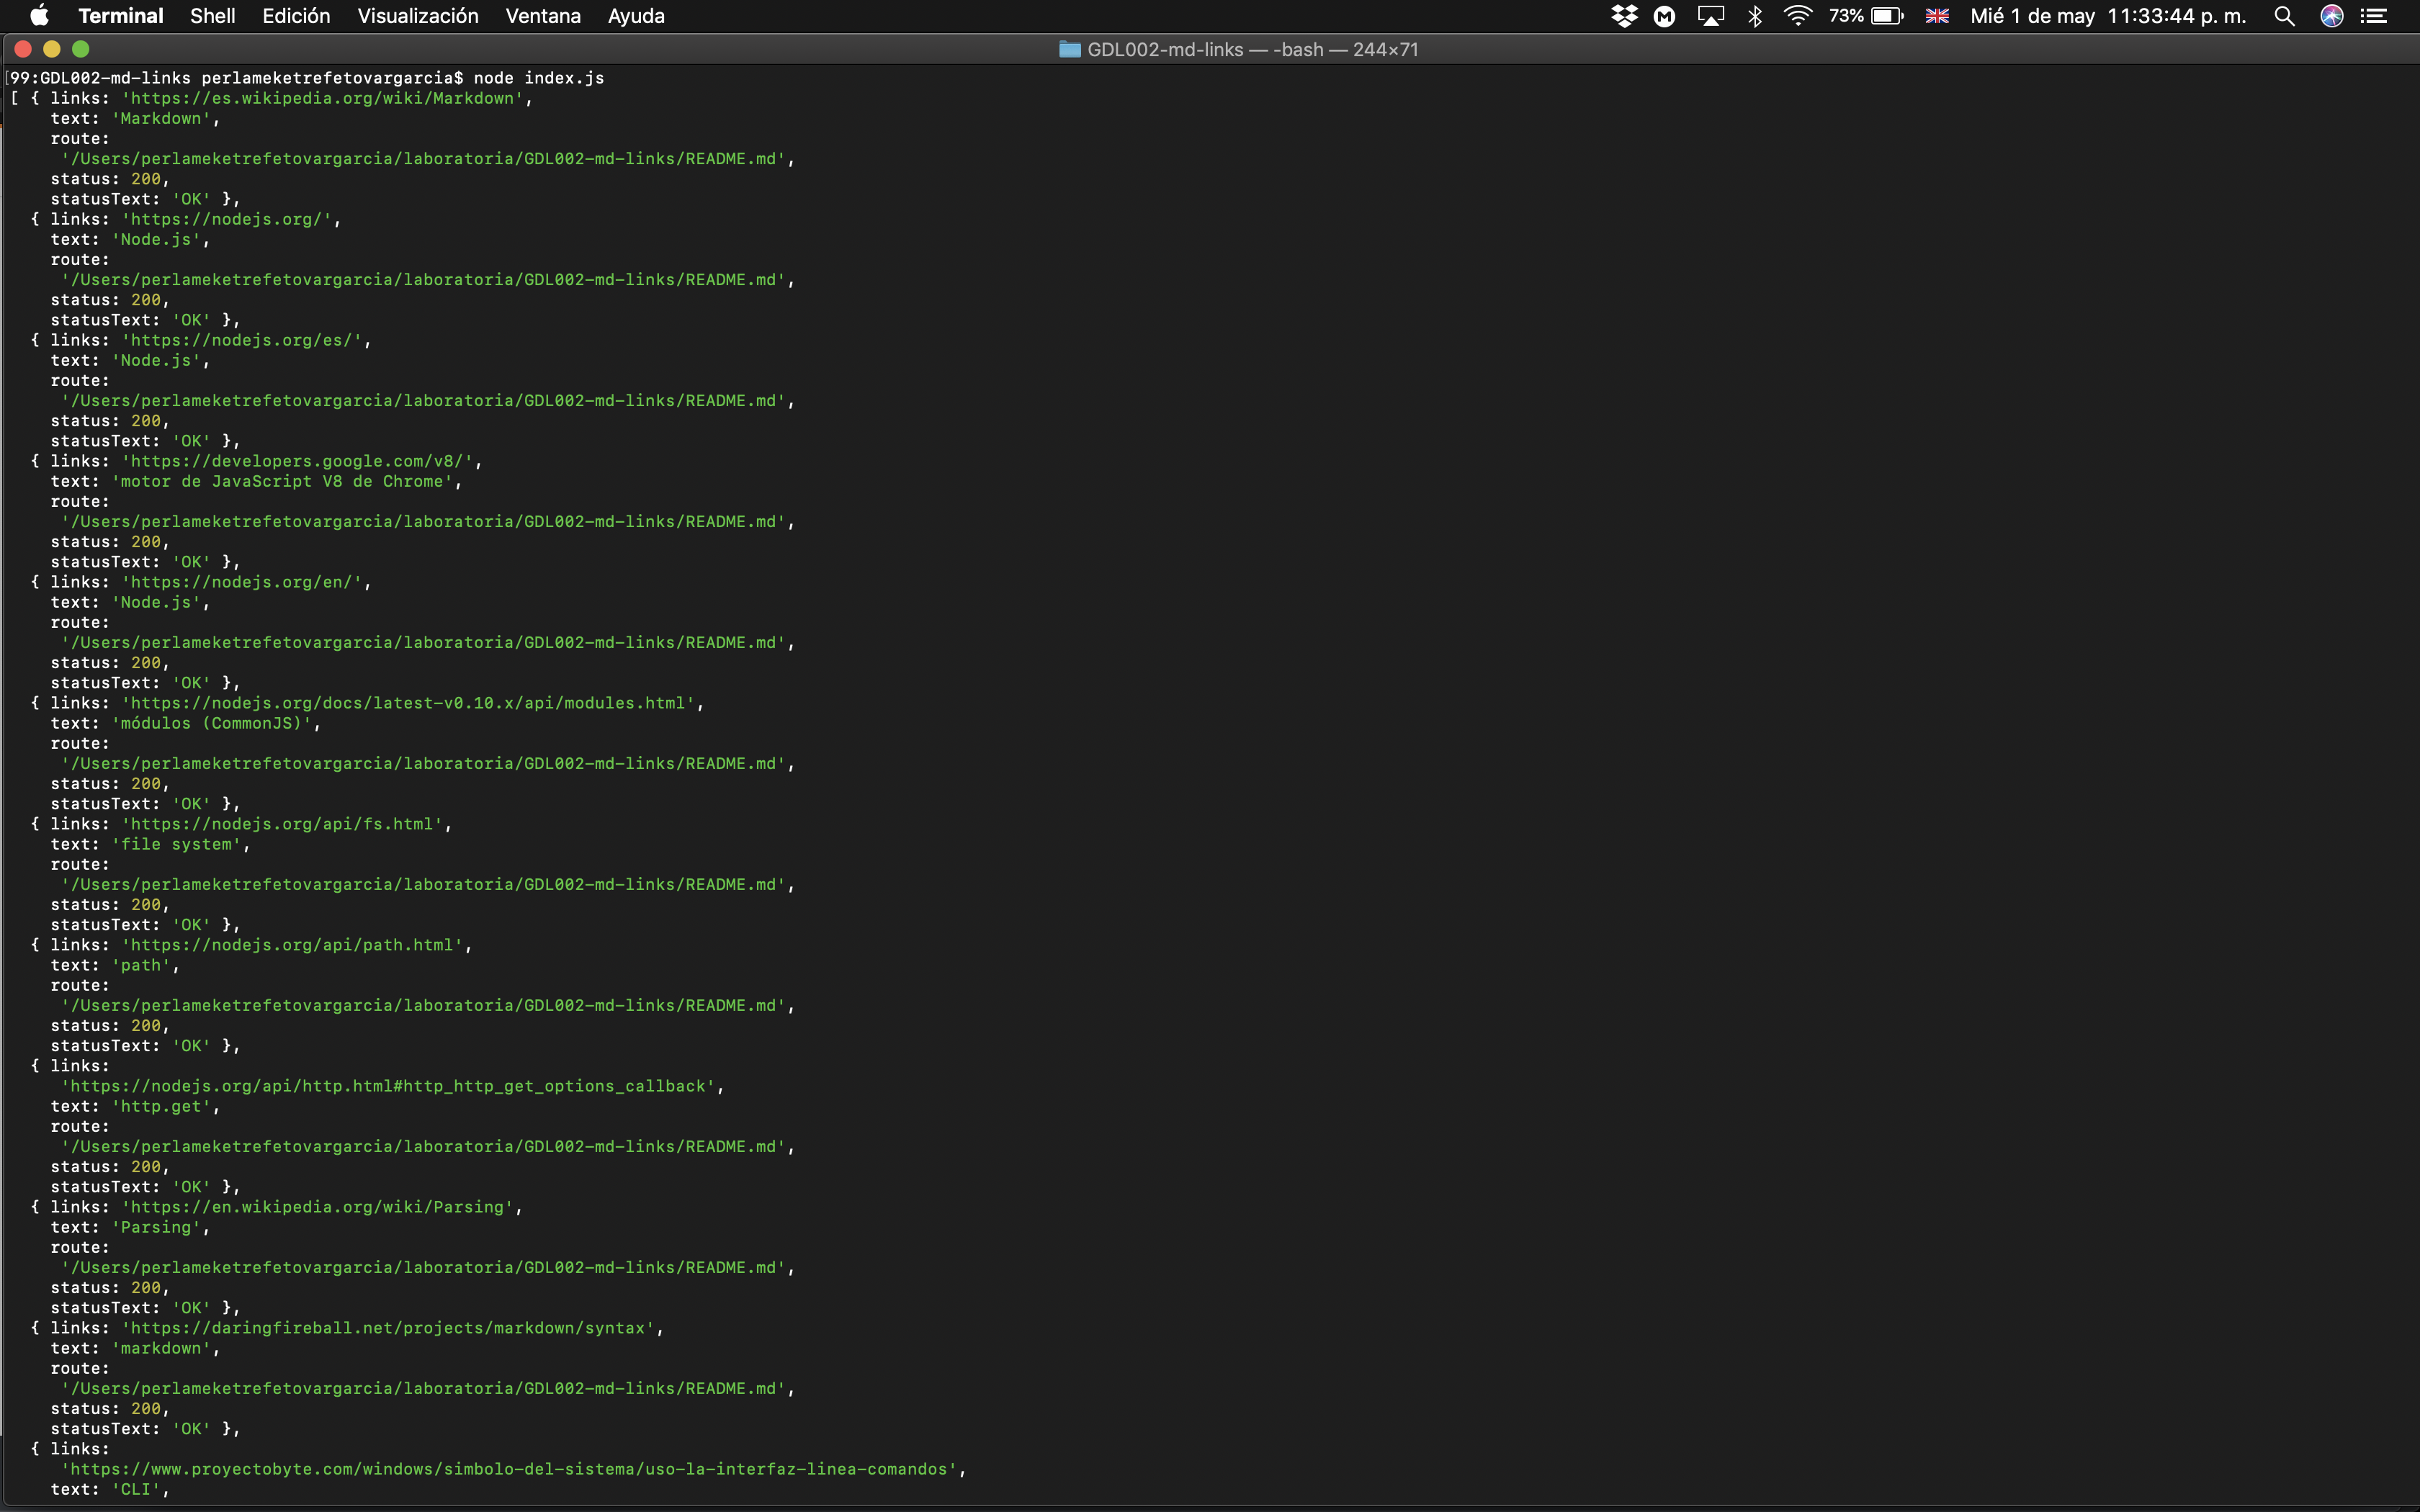 Terminal Shell Edición Visualización Ventana Ayuda 73% Mié 1 de may 11:33:44 p. m.
GDL002-md-links — -bash — 244×71
[99:GDL002-md-links perlameketrefetovargarcia$ node index.js
[ { links: 'https://es.wikipedia.org/wiki/Markdown',
text: 'Markdown',
route:
'/Users/perlameketrefetovargarcia/laboratoria/GDL002-md-links/README.md',
status: 200,
statusText: 'OK' },
{ links: 'https://nodejs.org/',
text: 'Node.js',
route:
'/Users/perlameketrefetovargarcia/laboratoria/GDL002-md-links/README.md',
status: 200,
statusText: 'OK' },
{ links: 'https://nodejs.org/es/',
text: 'Node.js',
route:
'/Users/perlameketrefetovargarcia/laboratoria/GDL002-md-links/README.md',
status: 200,
statusText: 'OK' },
{ links: 'https://developers.google.com/v8/',
text: 'motor de JavaScript V8 de Chrome',
route:
'/Users/perlameketrefetovargarcia/laboratoria/GDL002-md-links/README.md',
status: 200,
statusText: 'OK' },
{ links: 'https://nodejs.org/en/',
text: 'Node.js',
route:
'/Users/perlameketrefetovargarcia/laboratoria/GDL002-md-links/README.md',
status: 200,
statusText: 'OK' },
{ links: 'https://nodejs.org/docs/latest-v0.10.x/api/modules.html',
text: 'módulos (CommonJS)',
route:
'/Users/perlameketrefetovargarcia/laboratoria/GDL002-md-links/README.md',
status: 200,
statusText: 'OK' },
{ links: 'https://nodejs.org/api/fs.html',
text: 'file system',
route:
'/Users/perlameketrefetovargarcia/laboratoria/GDL002-md-links/README.md',
status: 200,
statusText: 'OK' },
{ links: 'https://nodejs.org/api/path.html',
text: 'path',
route:
'/Users/perlameketrefetovargarcia/laboratoria/GDL002-md-links/README.md',
status: 200,
statusText: 'OK' },
{ links:
'https://nodejs.org/api/http.html#http_http_get_options_callback',
text: 'http.get',
route:
'/Users/perlameketrefetovargarcia/laboratoria/GDL002-md-links/README.md',
status: 200,
statusText: 'OK' },
{ links: 'https://en.wikipedia.org/wiki/Parsing',
text: 'Parsing',
route:
'/Users/perlameketrefetovargarcia/laboratoria/GDL002-md-links/README.md',
status: 200,
statusText: 'OK' },
{ links: 'https://daringfireball.net/projects/markdown/syntax',
text: 'markdown',
route:
'/Users/perlameketrefetovargarcia/laboratoria/GDL002-md-links/README.md',
status: 200,
statusText: 'OK' },
{ links:
'https://www.proyectobyte.com/windows/simbolo-del-sistema/uso-la-interfaz-linea-comandos',
text: 'CLI',